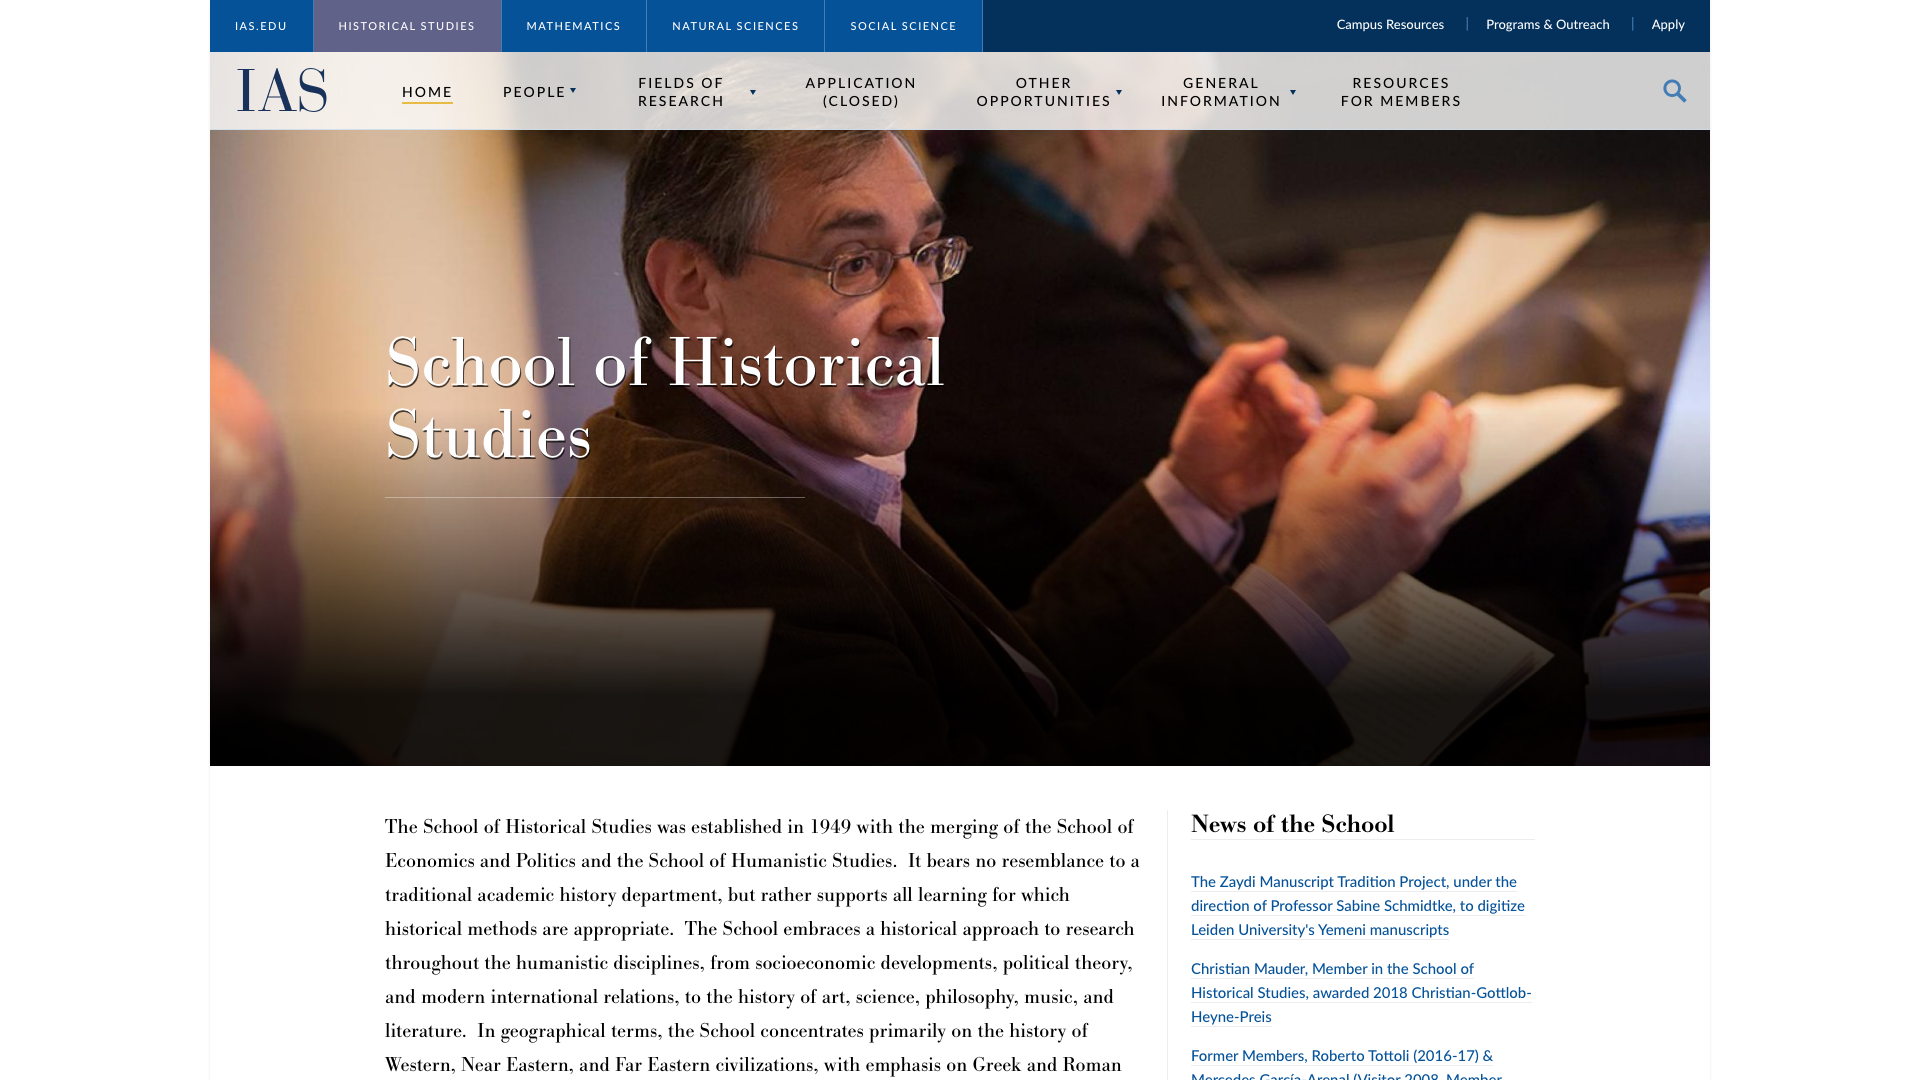 IAS.EDU
HISTORICAL STUDIES
MATHEMATICS
NATURAL SCIENCES
SOCIAL SCIENCE
Campus Resources
Programs & Outreach
Apply
IAS
HOME
PEOPLE
FIELDS OF
RESEARCH
APPLICATION
(CLOSED)
OTHER
OPPORTUNITIES
GENERAL
INFORMATION
RESOURCES
FOR MEMBERS
School of Historical
Studies
The School of Historical Studies was established in 1949 with the merging of the School of
Economics and Politics and the School of Humanistic Studies.  It bears no resemblance to a
traditional academic history department, but rather supports all learning for which
historical methods are appropriate.  The School embraces a historical approach to research
throughout the humanistic disciplines, from socioeconomic developments, political theory,
and modern international relations, to the history of art, science, philosophy, music, and
literature.  In geographical terms, the School concentrates primarily on the history of
Western, Near Eastern, and Far Eastern civilizations, with emphasis on Greek and Roman
News of the School
The Zaydi Manuscript Tradition Project, under the
direction of Professor Sabine Schmidtke, to digitize
Leiden University's Yemeni manuscripts
Christian Mauder, Member in the School of
Historical Studies, awarded 2018 Christian-Gottlob-
Heyne-Preis
Former Members, Roberto Tottoli (2016-17) &
Mercedes García-Arenal (Visitor 2008, Member